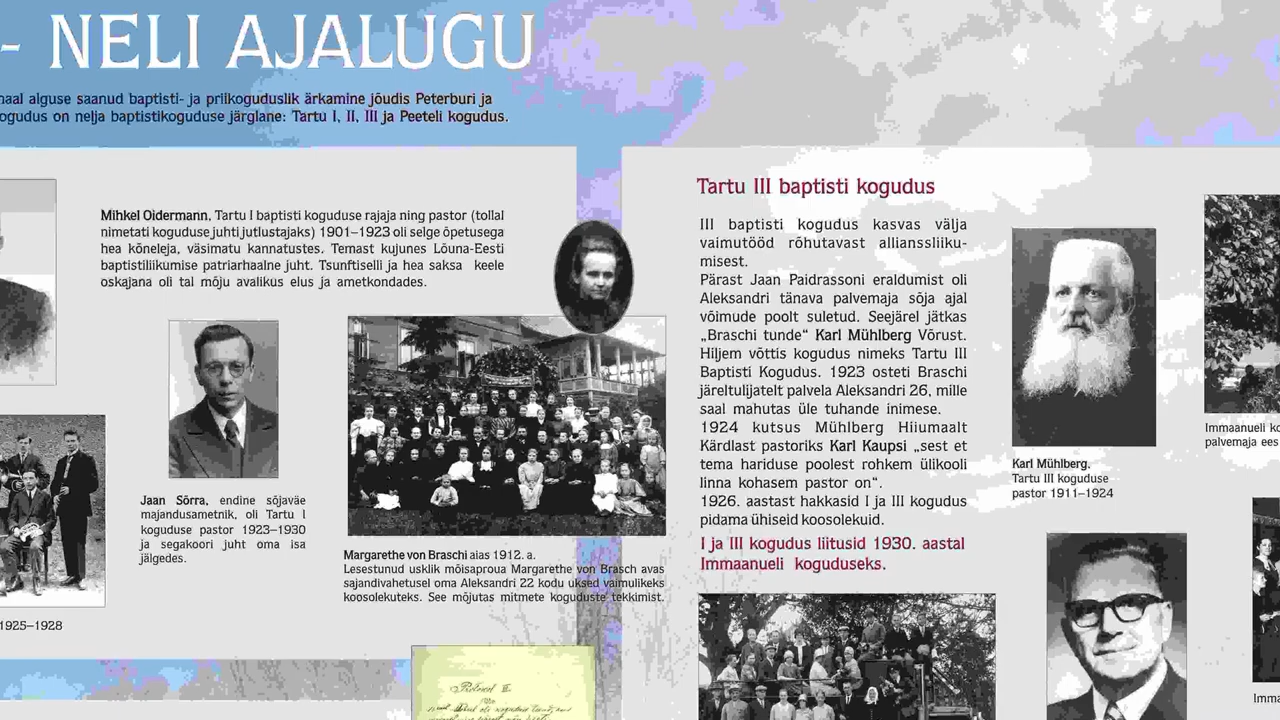 - NELI AJALUGU
maal alguse saanud baptisti- ja priikoguduslik ärkamine jõudis Peterburi ja
ogudus on nelja baptistikoguduse järglane: Tartu I, II, III ja Peeteli kogudus.
Mihkel Oidermann, Tartu I baptisti koguduse rajaja ning pastor (tollal
nimetati koguduse juhti jutlustajaks) 1901–1923 oli selge õpetusega
hea kõneleja, väsimatu kannatustes. Temast kujunes Lõuna-Eesti
baptistiliikumise patriarhaalne juht. Tsunftiselli ja hea saksa keele
oskajana oli tal mõju avalikus elus ja ametkondades.
Jaan Sõrra, endine sõjaväe
majandusametnik, oli Tartu I
koguduse pastor 1923–1930
ja segakoori juht oma isa
jälgedes.
1925–1928
Margarethe von Braschi aias 1912. a.
Lesestunud usklik mõisaproua Margarethe von Brasch avas
sajandivahetusel oma Aleksandri 22 kodu uksed vaimulikeks
koosolekuteks. See mõjutas mitmete koguduste tekkimist.
Protocol II.
Tartu III baptisti kogudus
III baptisti kogudus kasvas välja
vaimutööd rõhutavast allianssliiku-
misest.
Pärast Jaan Paidrassoni eraldumist oli
Aleksandri tänava palvemaja sõja ajal
võimude poolt suletud. Seejärel jätkas
„Braschi tunde“ Karl Mühlberg Võrust.
Hiljem võttis kogudus nimeks Tartu III
Baptisti Kogudus. 1923 osteti Braschi
järeltulijatelt palvela Aleksandri 26, mille
saal mahutas üle tuhande inimese.
1924 kutsus Mühlberg Hiiumaalt
Kärdlast pastoriks Karl Kaupsi „sest et
tema hariduse poolest rohkem ülikooli
linna kohasem pastor on“.
1926. aastast hakkasid I ja III kogudus
pidama ühiseid koosolekuid.
I ja III kogudus liitusid 1930. aastal
Immaanueli koguduseks.
Karl Mühlberg,
Tartu III koguduse
pastor 1911–1924
Immaanueli ko
palvemaja ees
Imma